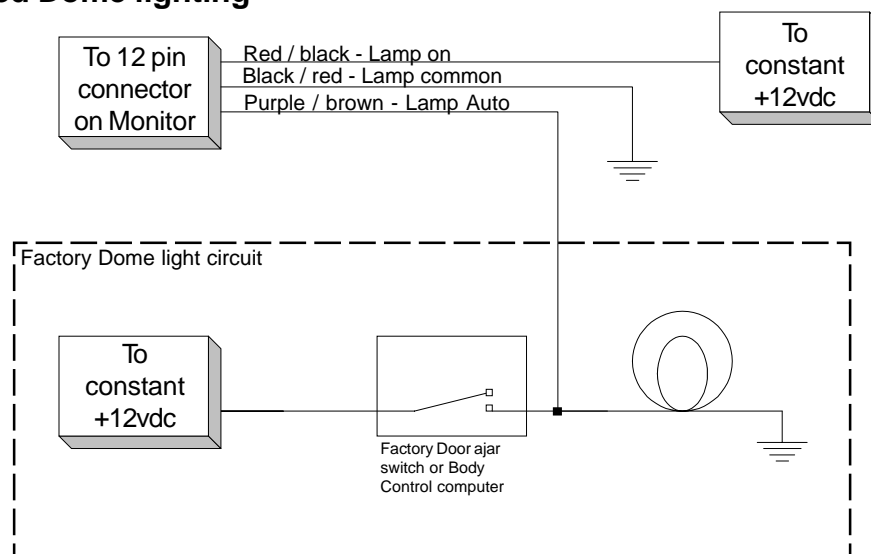 Dome lighting
To 12 pin
connector
on Monitor
Red / black - Lamp on
Black / red - Lamp common
Purple / brown - Lamp Auto
To
constant
+12vdc
Factory Dome light circuit
To
constant
+12vdc
Factory Door ajar
switch or Body
Control computer